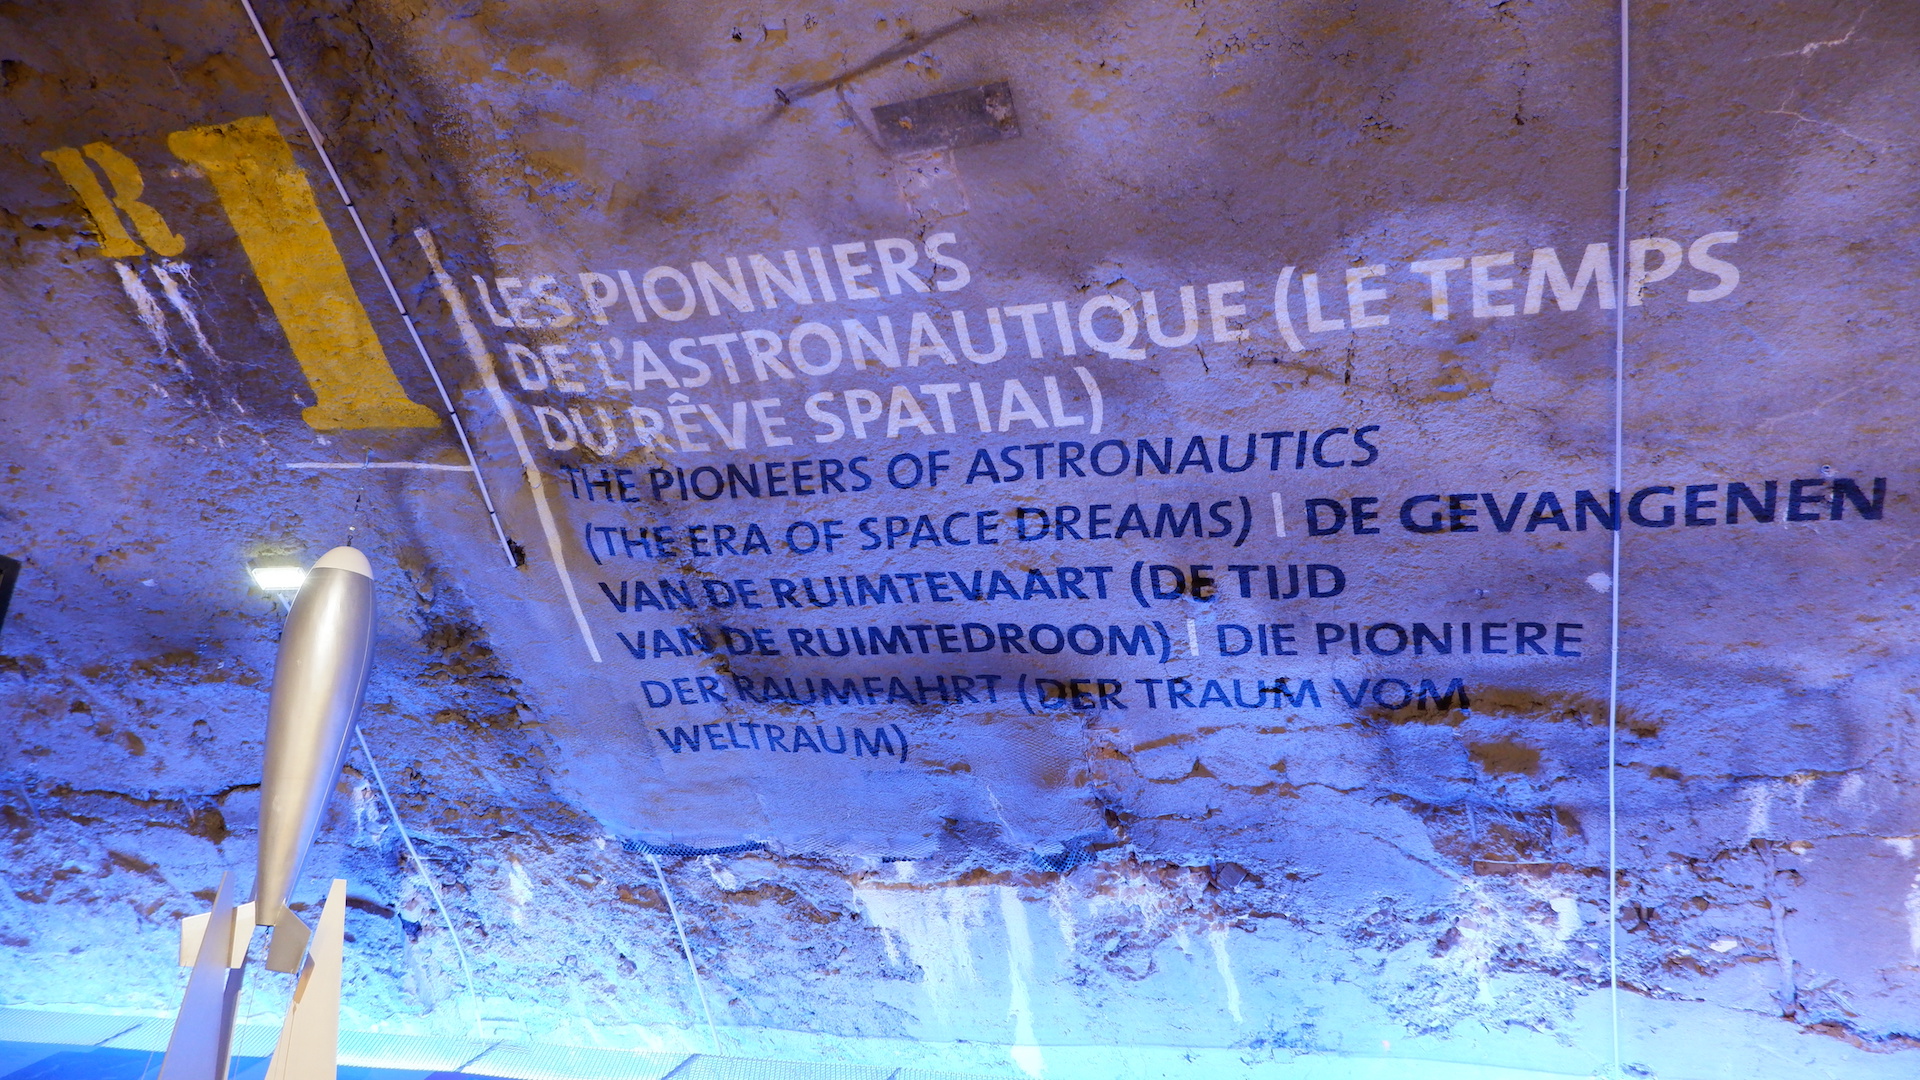 R1
LES PIONNIERS
DE L'ASTRONAUTIQUE (LE TEMPS
DU RÊVE SPATIAL)
THE PIONEERS OF ASTRONAUTICS
(THE ERA OF SPACE DREAMS) | DE GEVANGENEN
VAN DE RUIMTEVAART (DE TIJD
VAN DE RUIMTEDROOM) | DIE PIONIERE
DER RAUMFAHRT (DER TRAUM VOM
WELTRAUM)